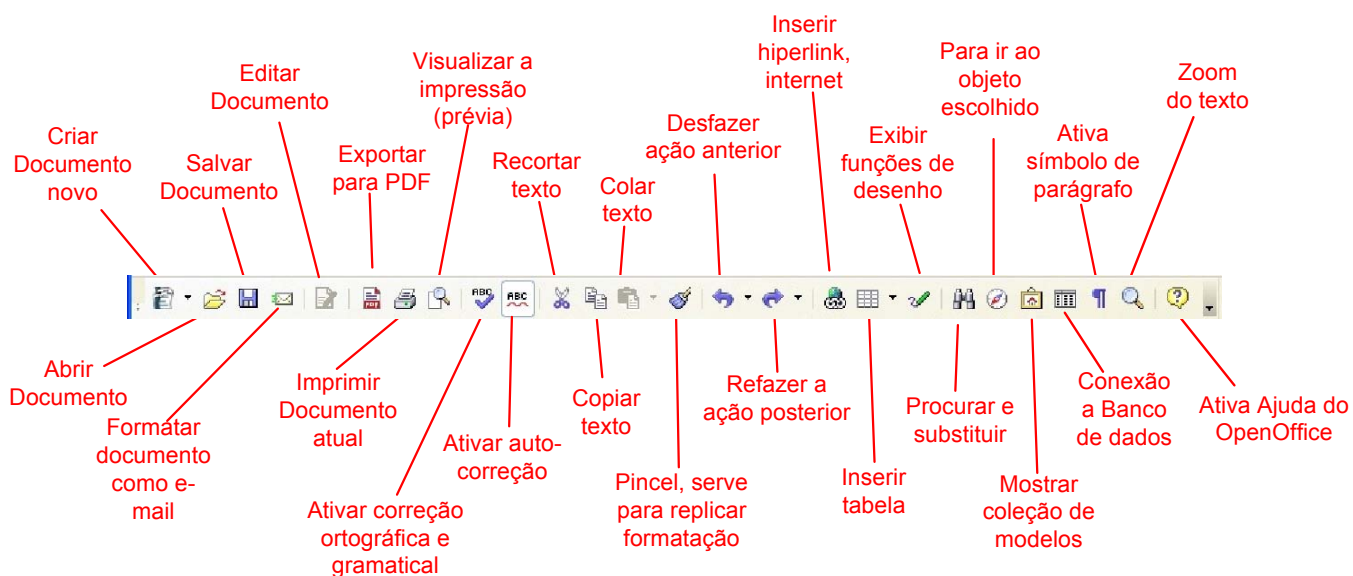 Criar
Documento
novo
Salvar
Documento
Editar
Documento
Exportar
para PDF
Visualizar a
impressão
(prévia)
Recortar
texto
Colar
texto
Desfazer
ação anterior
Inserir
hiperlink,
internet
Exibir
funções de
desenho
Para ir ao
objeto
escolhido
Ativa
símbolo de
parágrafo
Zoom
do texto
PDF
ABC
ABC
Abrir
Documento
Formatar
documento
como e-
mail
Imprimir
Documento
atual
Ativar correção
ortográfica e
gramatical
Ativar auto-
correção
Copiar
texto
Pincel, serve
para replicar
formatação
Refazer a
ação posterior
Inserir
tabela
Procurar e
substituir
Mostrar
coleção de
modelos
Conexão
a Banco
de dados
Ativa Ajuda do
OpenOffice